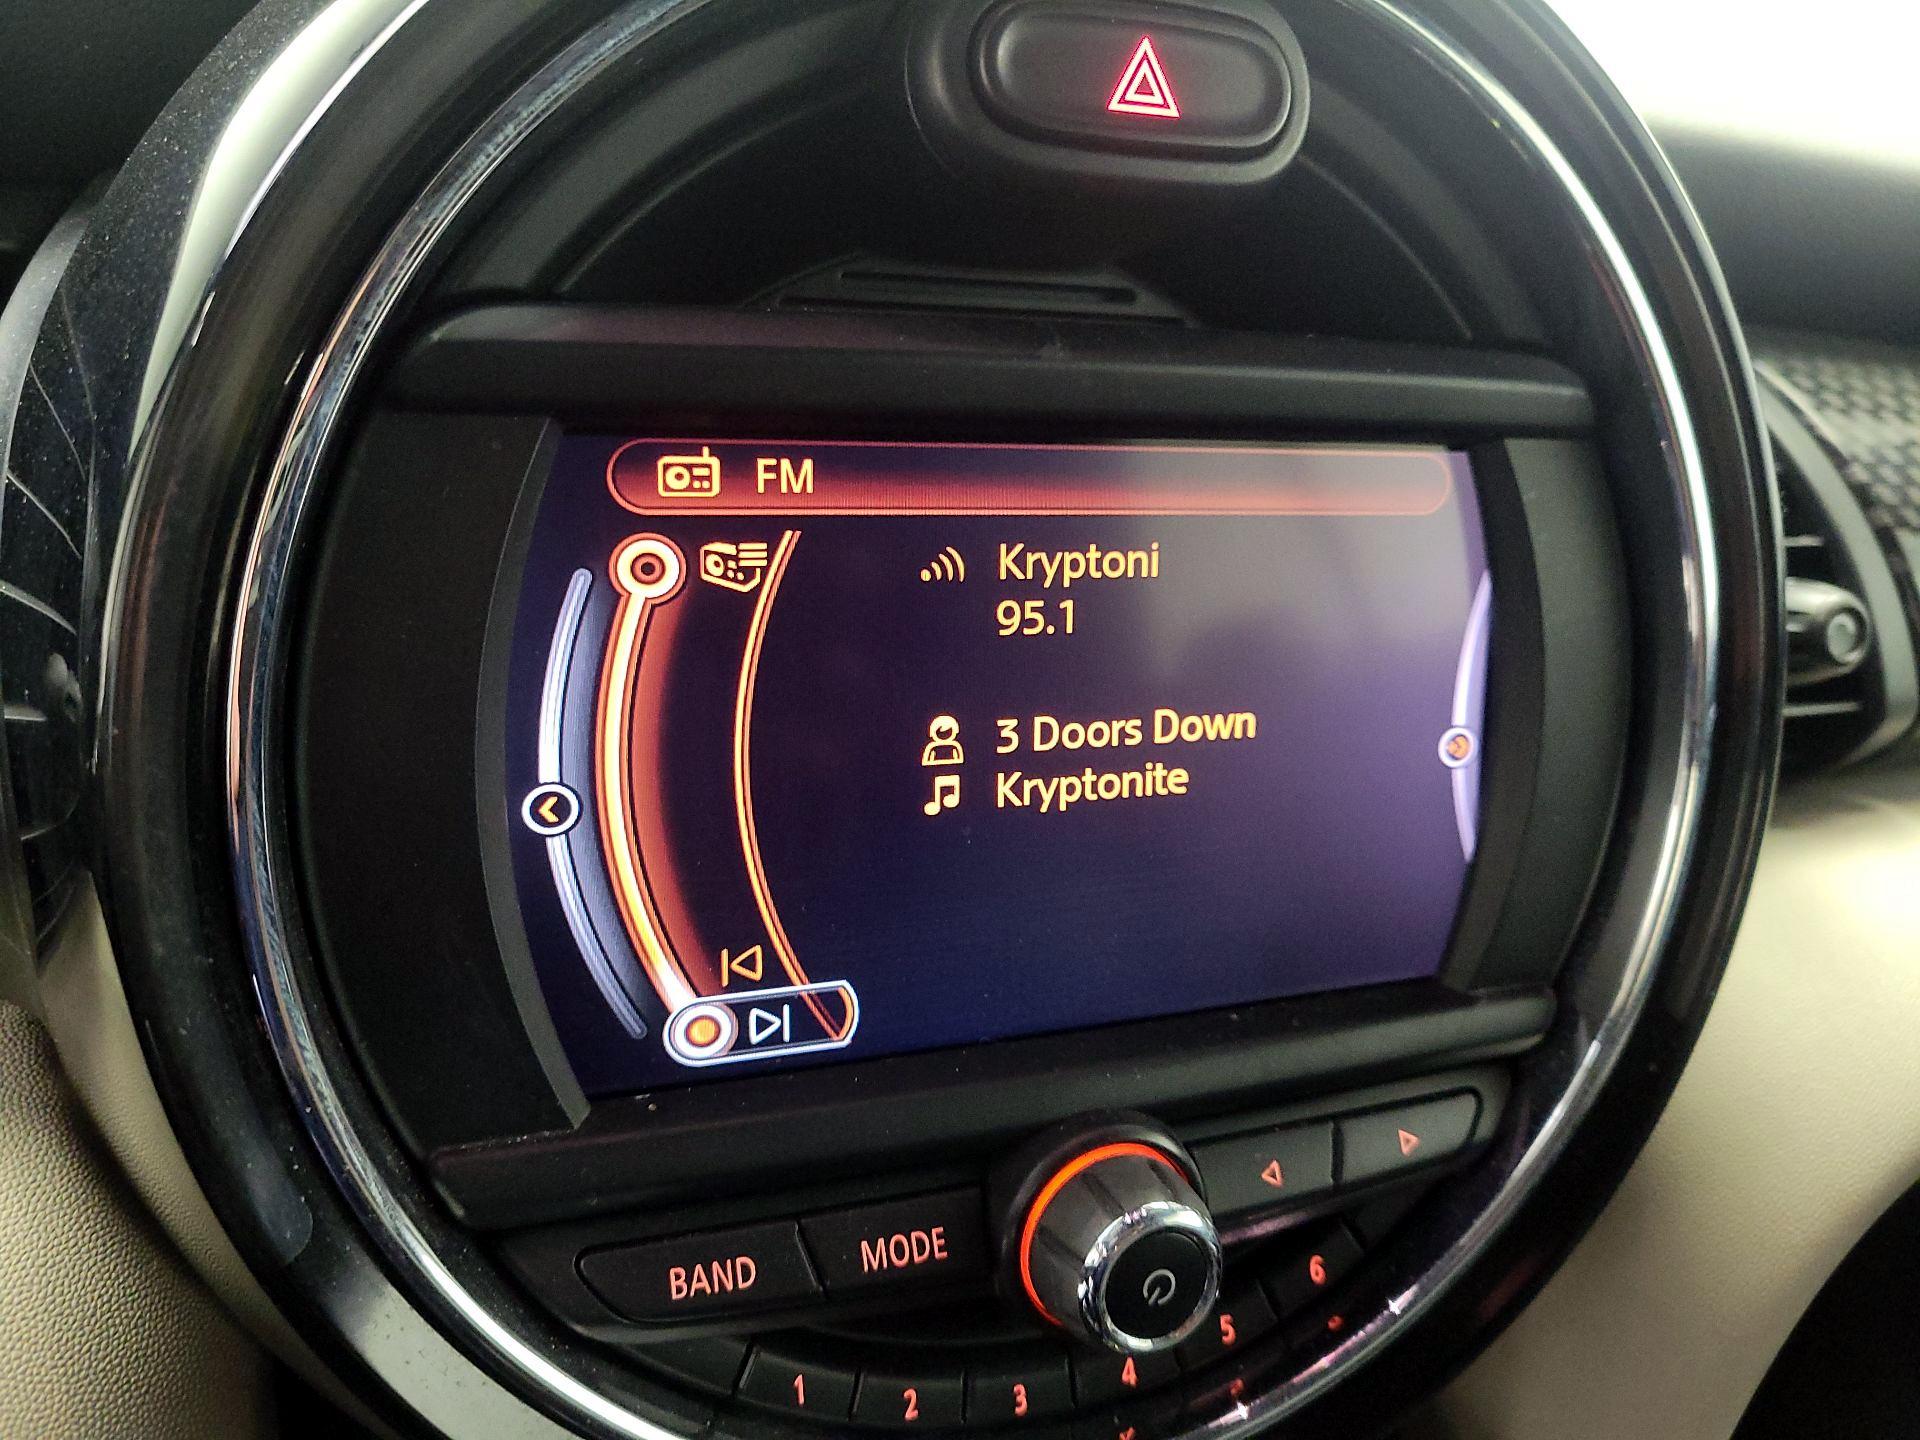 FM
Kryptoni
95.1
3 Doors Down
Kryptonite
BAND
MODE
1
2
3
4
5
6